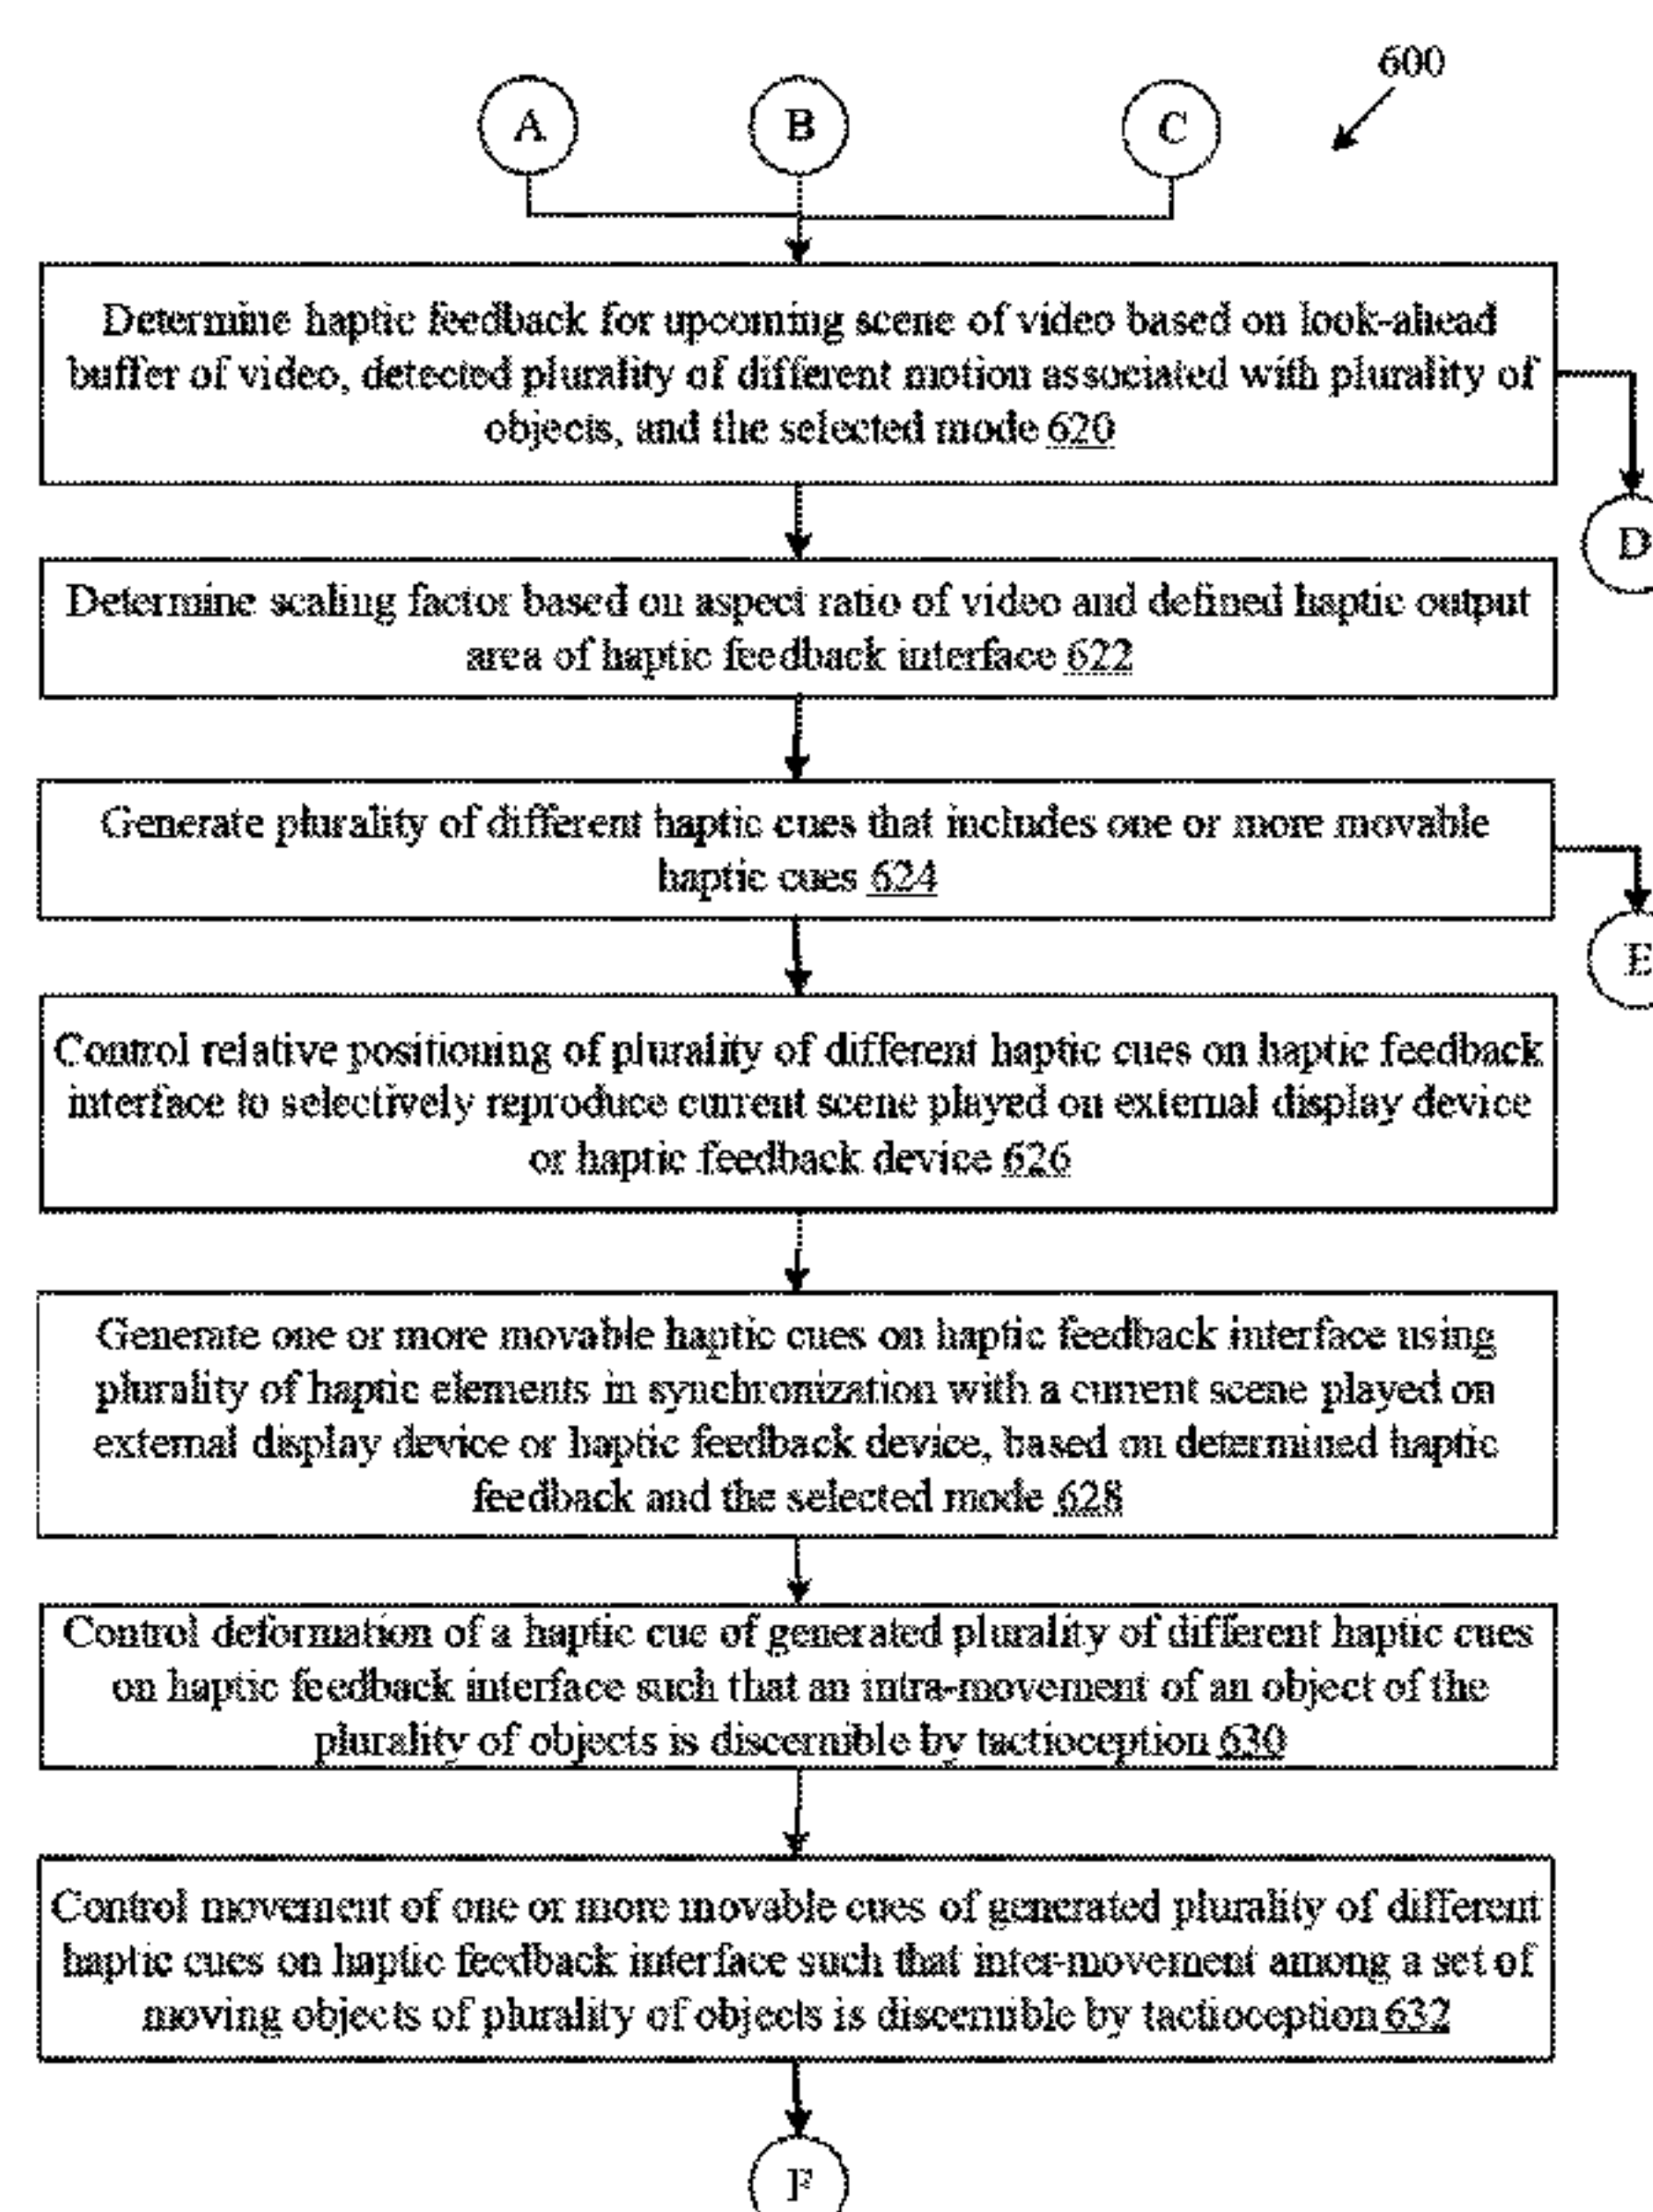 600
A
B
C
Determine haptic feedback for upcoming scene of video based on look-ahead
buffer of video, detected plurality of different motion associated with plurality of
objects, and the selected mode 620
D
Determine scaling factor based on aspect ratio of video and defined haptic output
area of haptic feedback interface 622
Generate plurality of different haptic cues that includes one or more movable
haptic cues 624
E
Control relative positioning of plurality of different haptic cues on haptic feedback
interface to selectively reproduce current scene played on external display device
or haptic feedback device 626
Generate one or more movable haptic cues on haptic feedback interface using
plurality of haptic elements in synchronization with a current scene played on
external display device or haptic feedback device, based on determined haptic
feedback and the selected mode 628
Control deformation of a haptic cue of generated plurality of different haptic cues
on haptic feedback interface such that an intra-movement of an object of the
plurality of objects is discernible by tactioception 630
Control movement of one or more movable cues of generated plurality of different
haptic cues on haptic feedback interface such that inter-movement among a set of
moving objects of plurality of objects is discernible by tactioception 632
F